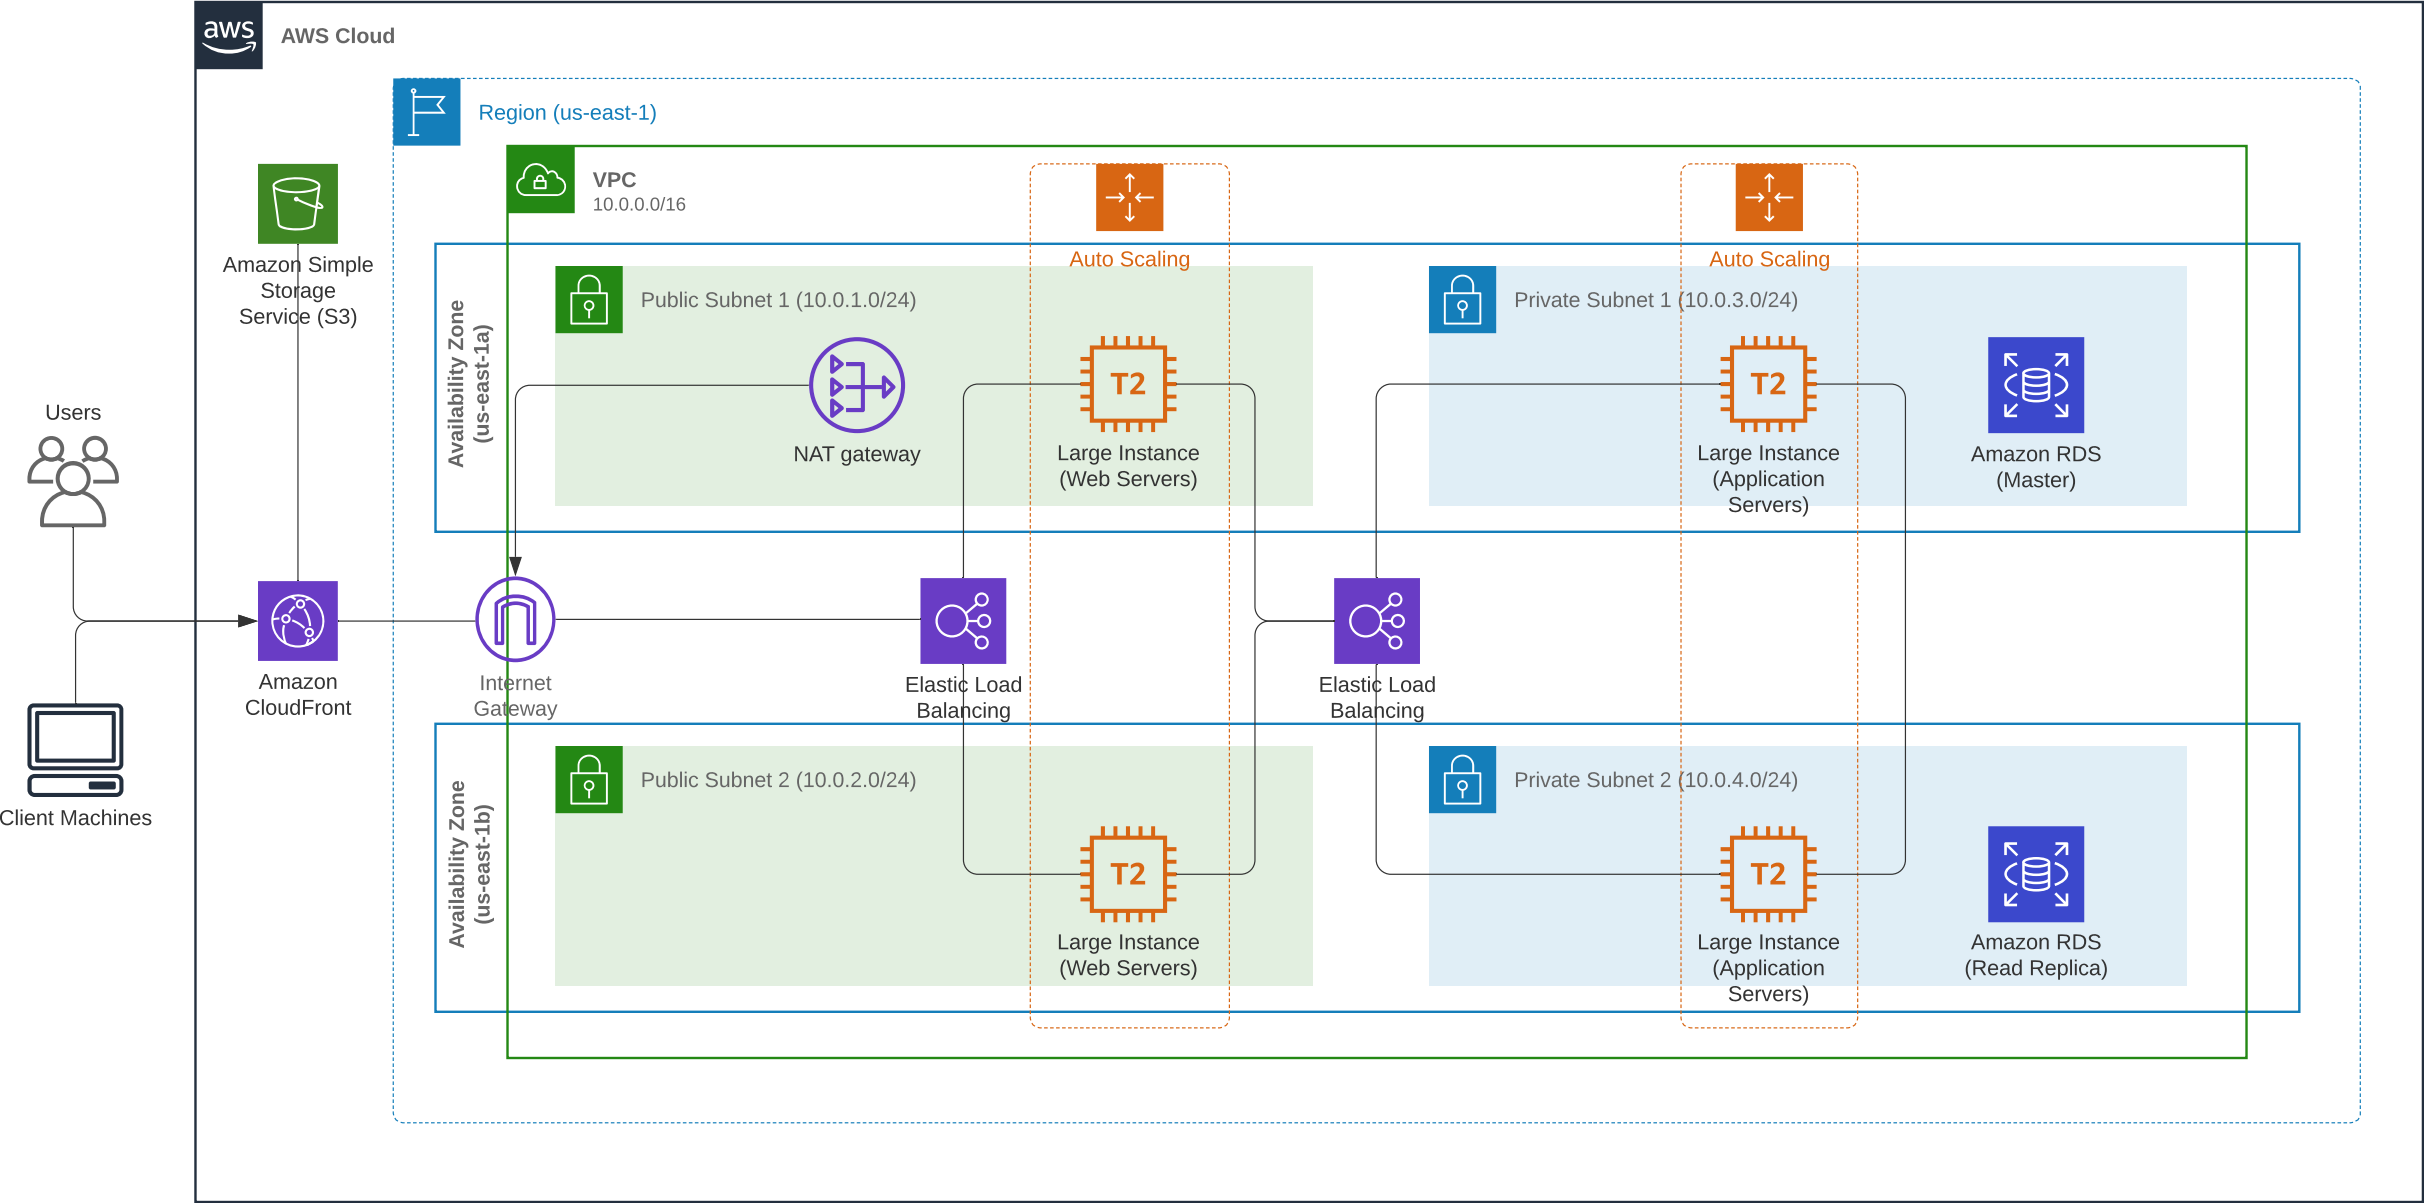 aws
AWS Cloud
Region (us-east-1)
VPC
10.0.0.0/16
Auto Scaling
Auto Scaling
Amazon Simple
Storage
Service (S3)
Availability Zone
(us-east-1a)
Public Subnet 1 (10.0.1.0/24)
NAT gateway
T2
Large Instance
(Web Servers)
Private Subnet 1 (10.0.3.0/24)
T2
Large Instance
(Application
Servers)
Amazon RDS
(Master)
Users
Client Machines
Amazon
CloudFront
Internet
Gateway
Elastic Load
Balancing
Elastic Load
Balancing
Availability Zone
(us-east-1b)
Public Subnet 2 (10.0.2.0/24)
T2
Large Instance
(Web Servers)
Private Subnet 2 (10.0.4.0/24)
T2
Large Instance
(Application
Servers)
Amazon RDS
(Read Replica)